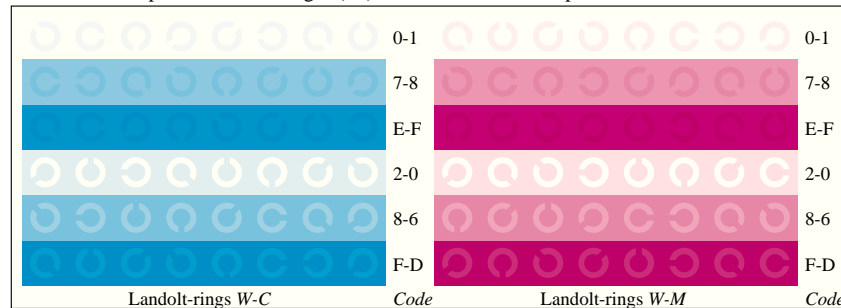 0-1
7-8
E-F
2-0
8-6
F-D
Landolt-rings W-C Code
0-1
7-8
E-F
2-0
8-6
F-D
Landolt-rings W-M Code